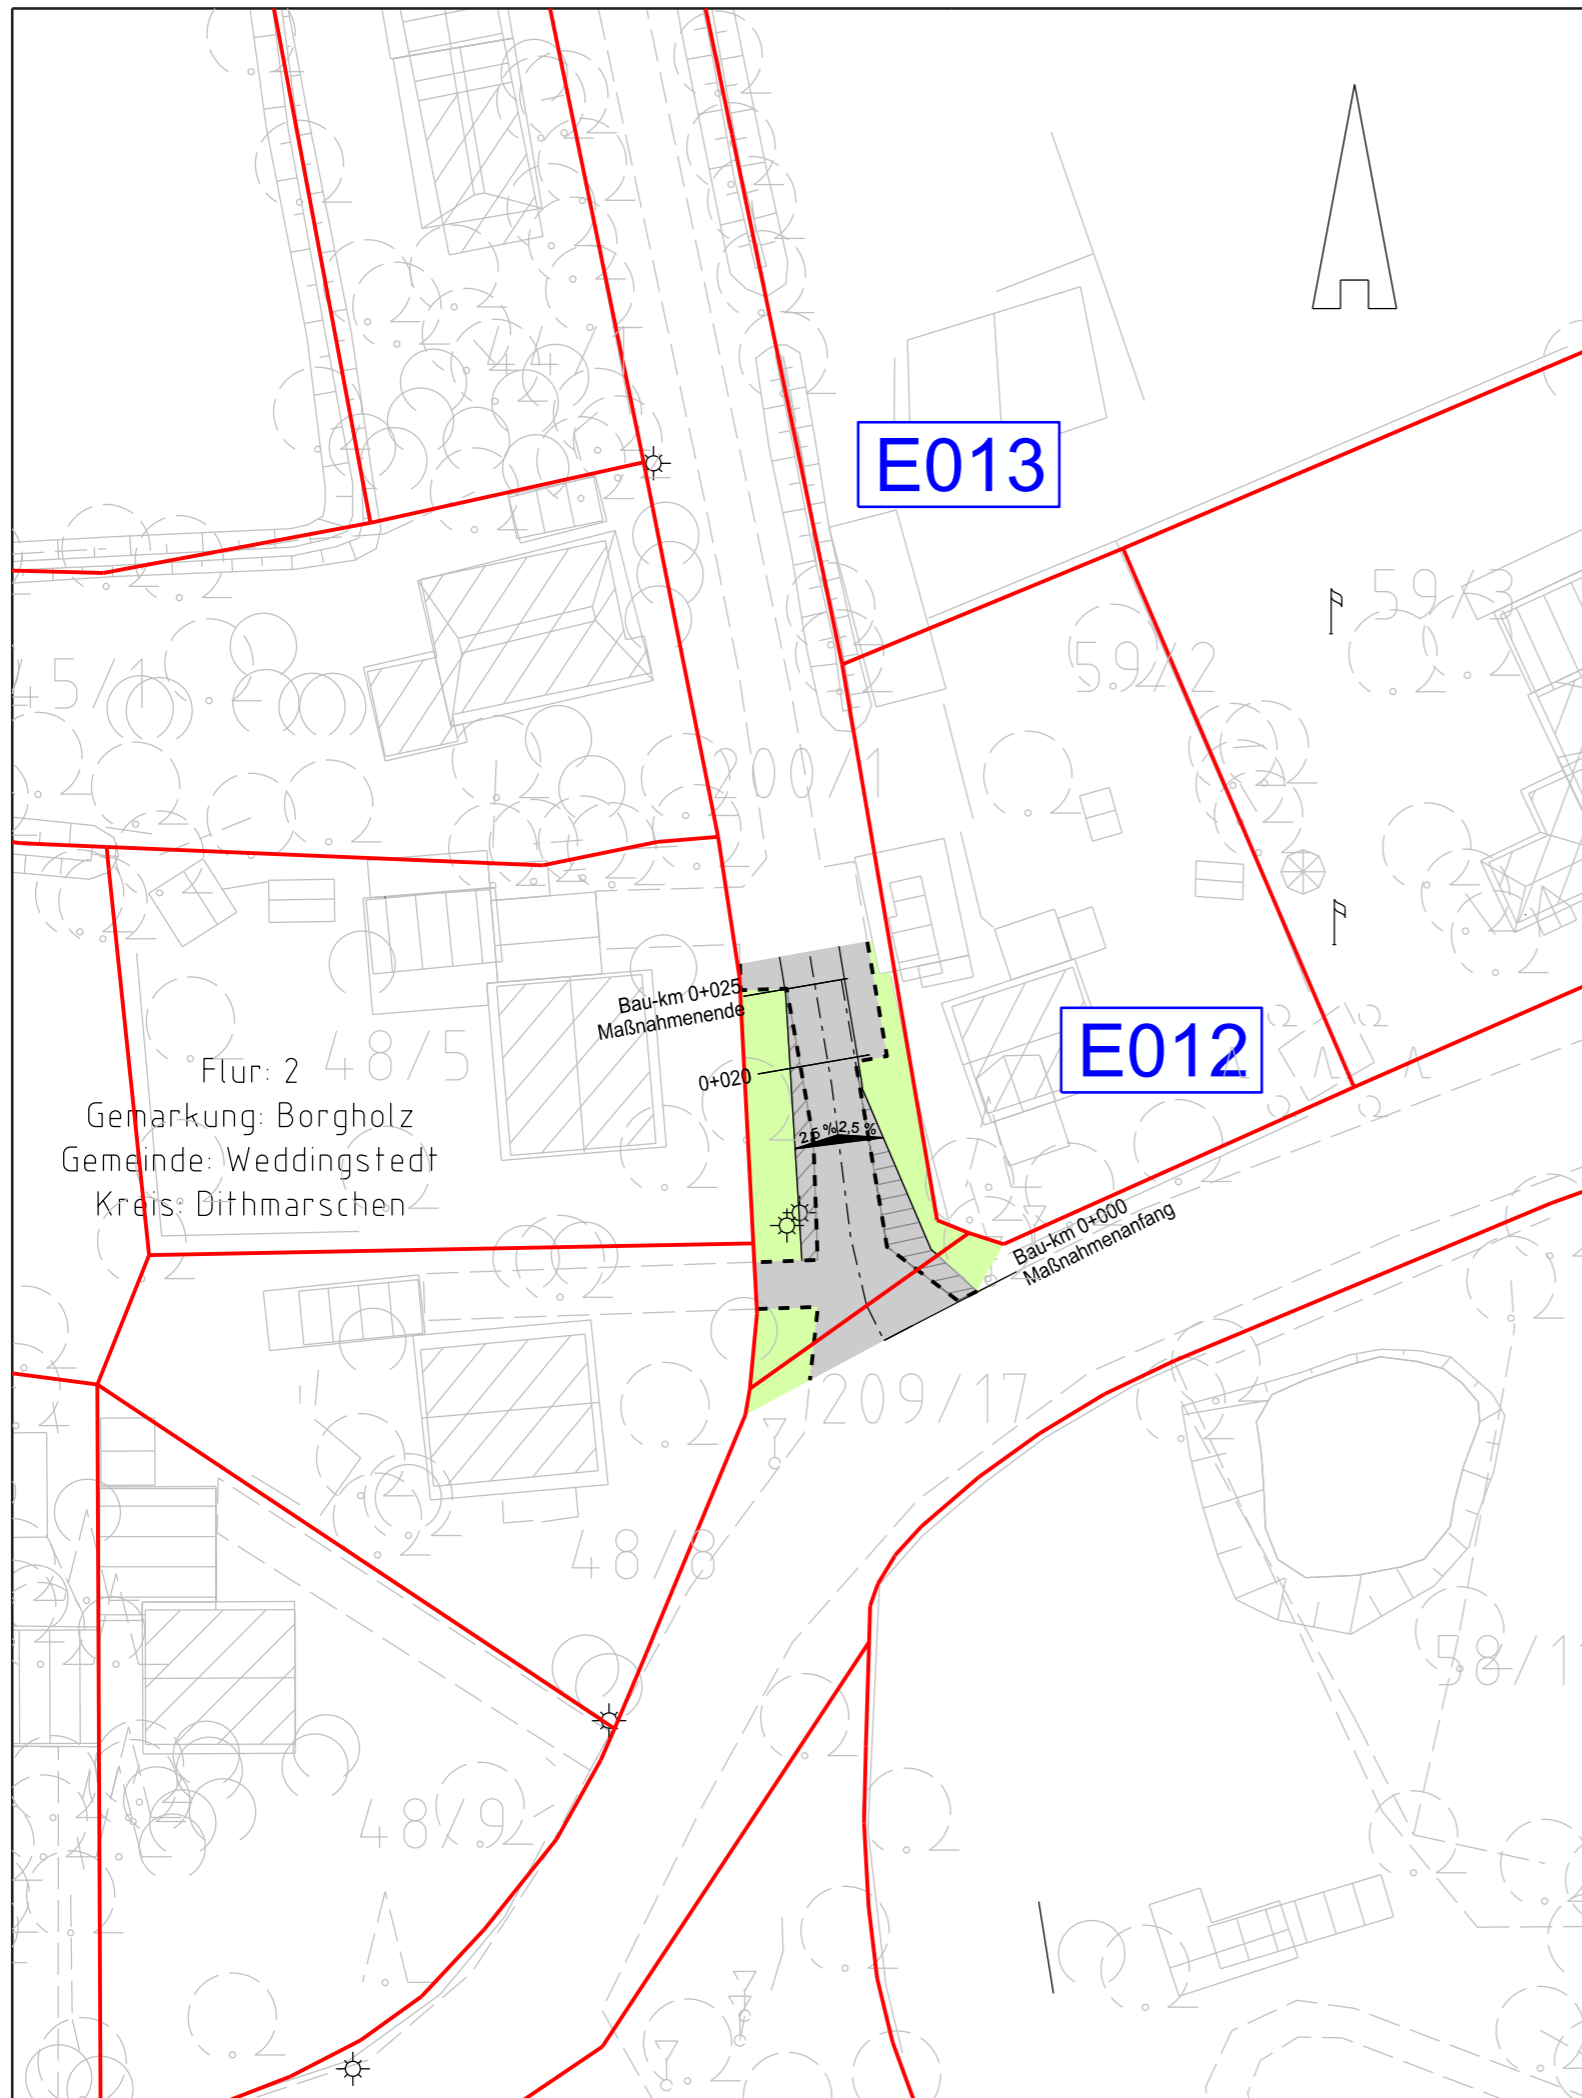 44/
E013
59/3
59/2
45/1
200/1
Bau-km 0+025
Maßnahmenende
E012
48/5
Flur: 2
0+020
Gemarkung: Borgholz
2,5 % 2,5 %
Gemeinde: Weddingstedt
Kreis: Dithmarschen
Bau-km 0+000
Maßnahmenanfang
209/17
48/8
58/1
48/9